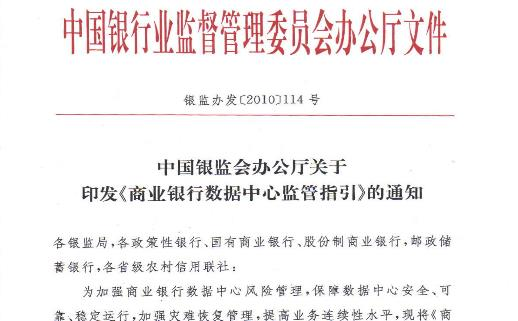 中国银行业监督管理委员会办公厅文件
银监办发〔2010〕114 号
中国银监会办公厅关于
印发《商业银行数据中心监管指引》的通知
各银监局,各政策性银行、国有商业银行、股份制商业银行,邮政储
蓄银行,各省级农村信用联社:
为加强商业银行数据中心风险管理,保障数据中心安全、可
靠、稳定运行,加强灾难恢复管理,提高业务连续性水平,现将《商